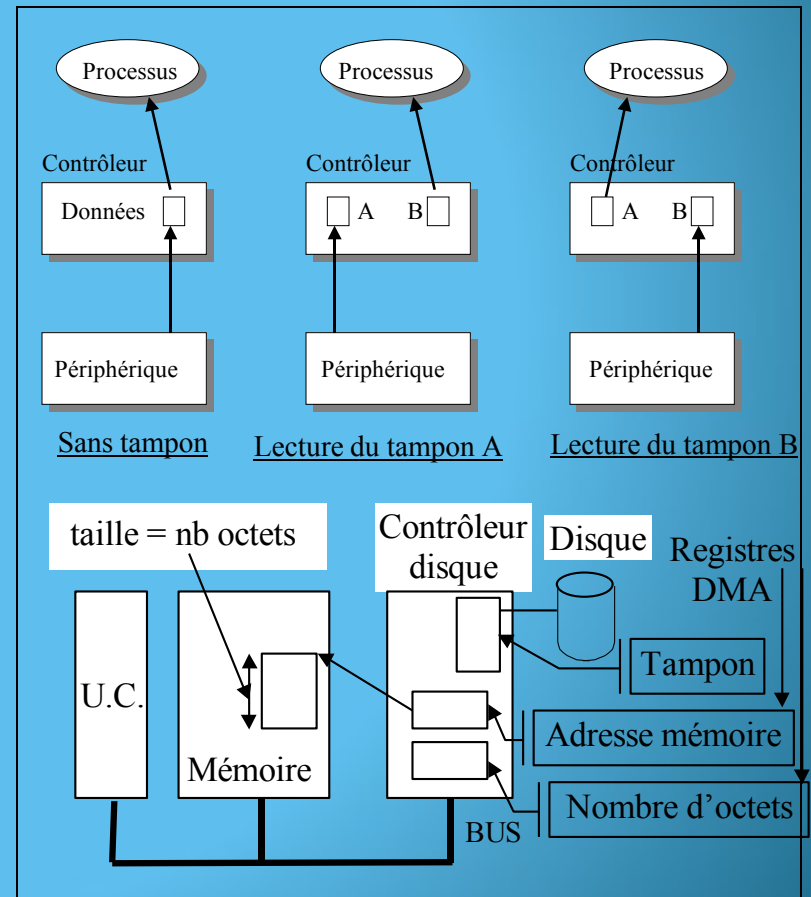 Processus
Processus
Processus
Contrôleur
Contrôleur
Contrôleur
Données
A
B
A
B
Périphérique
Périphérique
Périphérique
Sans tampon
Lecture du tampon A
Lecture du tampon B
taille = nb octets
Contrôleur
disque
Disque
Registres
DMA
U.C.
Mémoire
Tampon
Adresse mémoire
Nombre d’octets
BUS